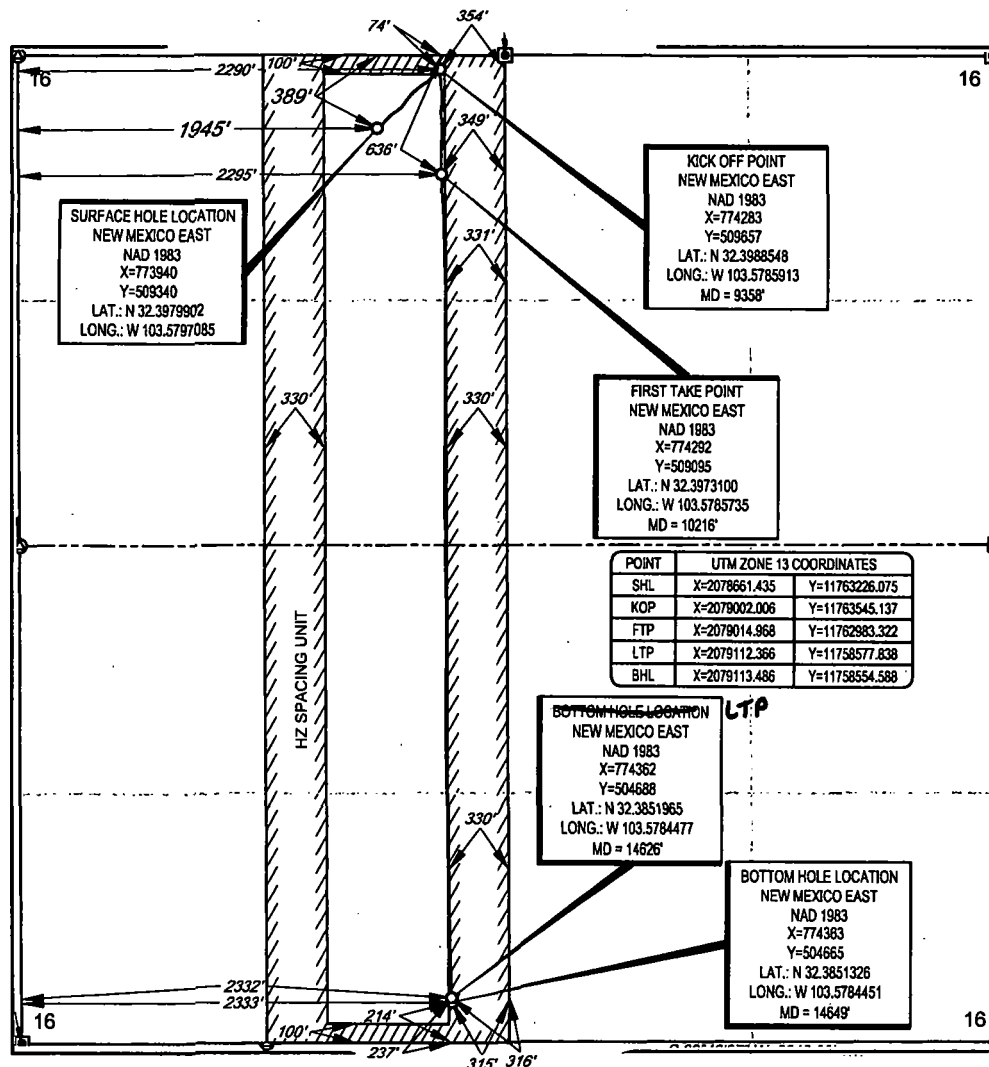 74'
354'
16
2290'
100'
16
389'
1945'
349'
636'
2295'
KICK OFF POINT
NEW MEXICO EAST
NAD 1983
X=774283
Y=509657
LAT.: N 32.3988548
LONG.: W 103.5785913
MD = 9358'
SURFACE HOLE LOCATION
NEW MEXICO EAST
NAD 1983
X=773940
Y=509340
LAT.: N 32.3979902
LONG.: W 103.5797085
331'
FIRST TAKE POINT
NEW MEXICO EAST
NAD 1983
X=774292
Y=509095
LAT.: N 32.3973100
LONG.: W 103.5785735
MD = 10216'
330'
330'
POINT UTM ZONE 13 COORDINATES
SHL X=2078661.435 Y=11763226.075
KOP X=2079002.006 Y=11763545.137
FTP X=2079014.968 Y=11762983.322
LTP X=2079112.366 Y=11758577.838
BHL X=2079113.486 Y=11758554.588
HZ SPACING UNIT
BOTTOM HOLE LOCATION LTP
NEW MEXICO EAST
NAD 1983
X=774362
Y=504688
LAT.: N 32.3851965
LONG.: W 103.5784477
MD = 14626'
330'
BOTTOM HOLE LOCATION
NEW MEXICO EAST
NAD 1983
X=774363
Y=504665
LAT.: N 32.3851326
LONG.: W 103.5784451
MD = 14649'
2332'
2333'
16
214'
16
100'
237'
315'
316'